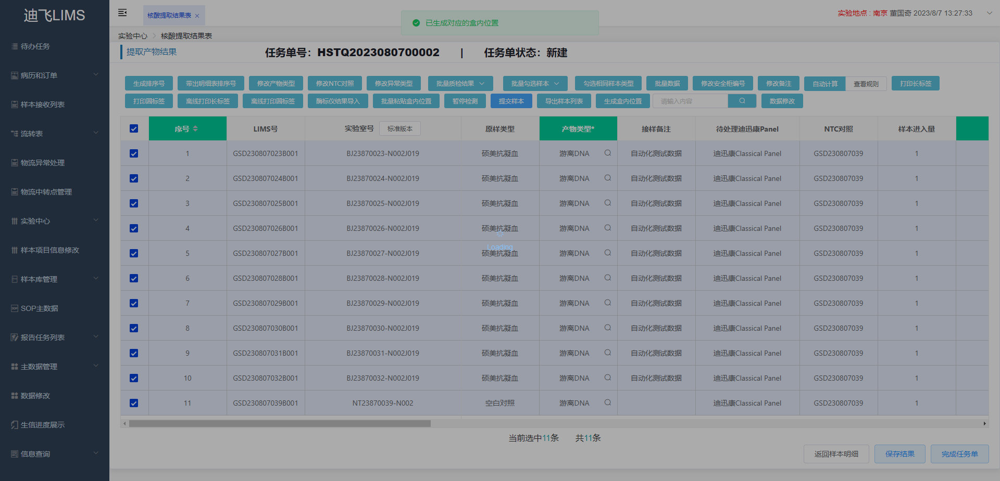 迪飞LIMS
核酸提取结果表
已生成对应的盒内位置
实验地点 : 南京 董国奇 2023/8/7 13:27:33
实验中心 > 核酸提取结果表
提取产物结果 任务单号：HSTQ2023080700002 | 任务单状态：新建
待办任务
病历和订单
样本接收列表
流转表
物流异常处理
物流中转点管理
实验中心
样本项目信息修改
样本库管理
SOP主数据
报告任务列表
主数据管理
数据修改
生信进度展示
信息查询
生成排序号 带出明细表排序号 修改产物类型 修改NTC对照 修改异常类型 批量质检结果 批量勾选样本 勾选相同样本类型 批量数据 修改安全柜编号 修改备注 自动计算 查看规则 打印长标签
打印圆标签 离线打印长标签 离线打印圆标签 酶标仪结果导入 批量粘贴盒内位置 暂停检测 提交样本 导出样本列表 生成盒内位置 请输入内容 数据修改
序号 LIMS号 实验室号 标准版本 原样类型 产物类型* 接样备注 待处理迪迅康Panel NTC对照 样本进入量
1 GSD230807023B001 BJ23870023-N002J019 硕美抗凝血 游离DNA 自动化测试数据 迪迅康Classical Panel GSD230807039 1
2 GSD230807024B001 BJ23870024-N002J019 硕美抗凝血 游离DNA 自动化测试数据 迪迅康Classical Panel GSD230807039 1
3 GSD230807025B001 BJ23870025-N002J019 硕美抗凝血 游离DNA 自动化测试数据 迪迅康Classical Panel GSD230807039 1
4 GSD230807026B001 BJ23870026-N002J019 硕美抗凝血 游离DNA 自动化测试数据 迪迅康Classical Panel GSD230807039 1
Loading
5 GSD230807027B001 BJ23870027-N002J019 硕美抗凝血 游离DNA 自动化测试数据 迪迅康Classical Panel GSD230807039 1
6 GSD230807028B001 BJ23870028-N002J019 硕美抗凝血 游离DNA 自动化测试数据 迪迅康Classical Panel GSD230807039 1
7 GSD230807029B001 BJ23870029-N002J019 硕美抗凝血 游离DNA 自动化测试数据 迪迅康Classical Panel GSD230807039 1
8 GSD230807030B001 BJ23870030-N002J019 硕美抗凝血 游离DNA 自动化测试数据 迪迅康Classical Panel GSD230807039 1
9 GSD230807031B001 BJ23870031-N002J019 硕美抗凝血 游离DNA 自动化测试数据 迪迅康Classical Panel GSD230807039 1
10 GSD230807032B001 BJ23870032-N002J019 硕美抗凝血 游离DNA 自动化测试数据 迪迅康Classical Panel GSD230807039 1
11 GSD230807039B001 NT23870039-N002 空白对照 游离DNA 迪迅康Classical Panel GSD230807039 1
当前选中11条 共11条
返回样本明细 保存结果 完成任务单